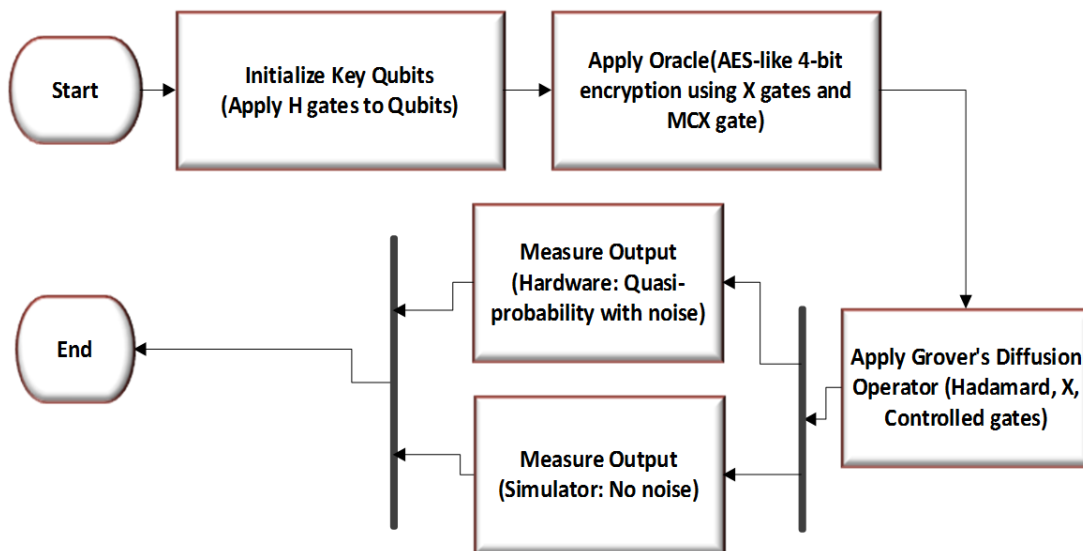 Start
Initialize Key Qubits
(Apply H gates to Qubits)
Apply Oracle(AES-like 4-bit
encryption using X gates and
MCX gate)
Apply Grover's Diffusion
Operator (Hadamard, X,
Controlled gates)
Measure Output
(Hardware: Quasi-
probability with noise)
Measure Output
(Simulator: No noise)
End